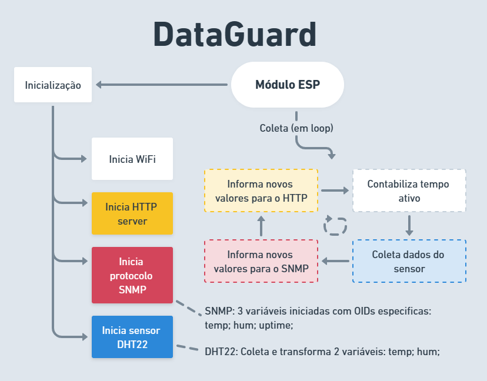 DataGuard
Inicialização
Módulo ESP
Coleta (em loop)
Inicia WiFi
Inicia HTTP
server
Inicia
protocolo
SNMP
Inicia sensor
DHT22
Informa novos
valores para o HTTP
Contabiliza tempo
ativo
Informa novos
valores para o SNMP
Coleta dados do
sensor
SNMP: 3 variáveis iniciadas com OIDs especificas:
temp; hum; uptime;
DHT22: Coleta e transforma 2 variáveis: temp; hum;